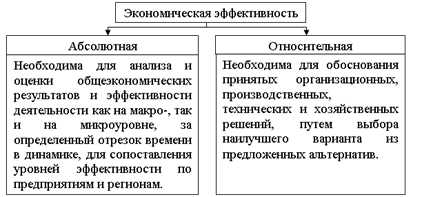 Экономическая эффективность
Абсолютная
Необходима для анализа и
оценки общеэкономических
результатов и эффективности
деятельности как на макро-, так
и на микроуровне, за
определенный отрезок времени
в динамике, для сопоставления
уровней эффективности по
предприятиям и регионам.
Относительная
Необходима для обоснования
принятых организационных,
производственных,
технических и хозяйственных
решений, путем выбора
наилучшего варианта из
предложенных альтернатив.